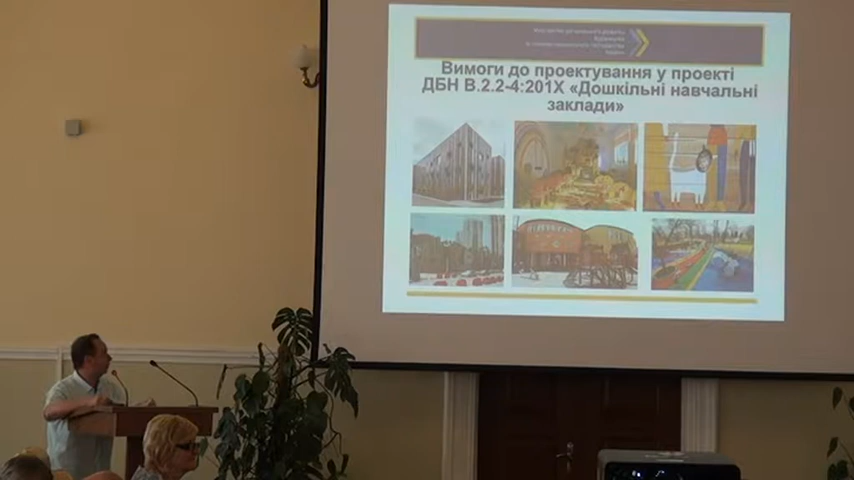 Вимоги до проектування у проекті
ДБН В.2.2-4:201Х «Дошкільні навчальні
заклади»